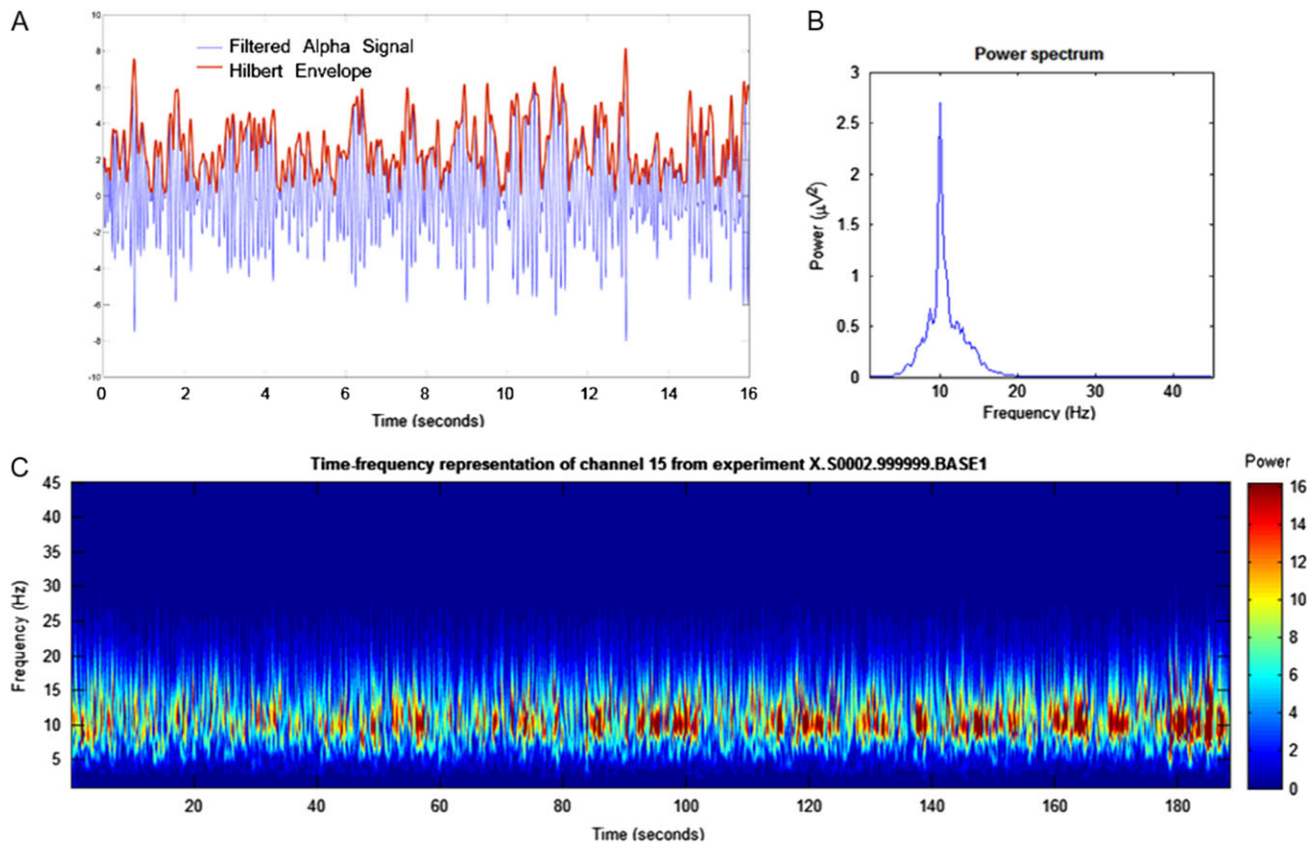 A
10
8
6
4
2
0
-2
-4
-6
-8
-10
Filtered Alpha Signal
Hilbert Envelope
0 2 4 6 8 10 12 14 16
Time (seconds)
B
Power spectrum
3
2.5
2
1.5
1
0.5
0
Power (μV²)
10 20 30 40
Frequency (Hz)
C
Time-frequency representation of channel 15 from experiment X.S0002.999999.BASE1
45
40
35
30
25
20
15
10
5
Frequency (Hz)
20 40 60 80 100 120 140 160 180
Time (seconds)
Power
16
14
12
10
8
6
4
2
0